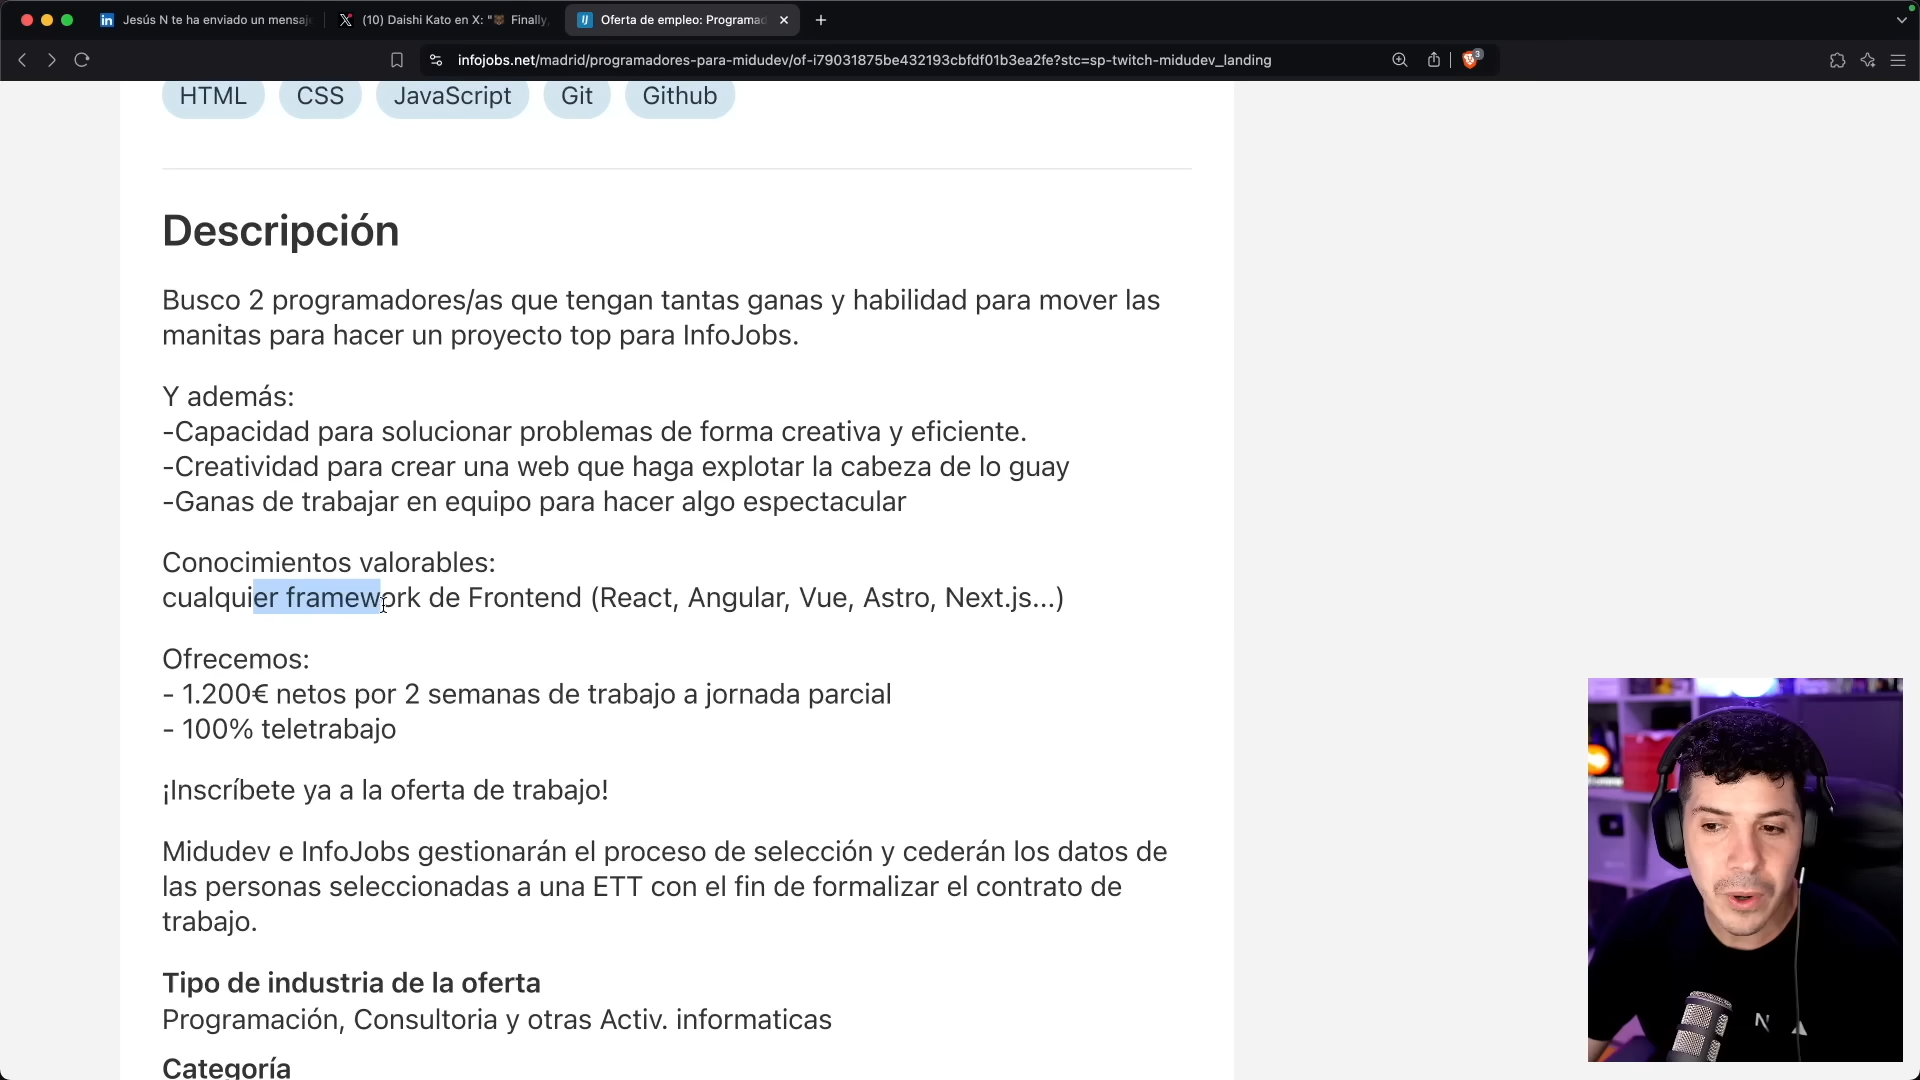 Jesús N te ha enviado un mensaj
(10) Daishi Kato en X: "🐻 Finally,
Oferta de empleo: Programad
infojobs.net/madrid/programadores-para-midudev/of-i79031875be432193cbfdf01b3ea2fe?stc=sp-twitch-midudev_landing
3
HTML CSS JavaScript Git Github
Descripción
Busco 2 programadores/as que tengan tantas ganas y habilidad para mover las
manitas para hacer un proyecto top para InfoJobs.
Y además:
-Capacidad para solucionar problemas de forma creativa y eficiente.
-Creatividad para crear una web que haga explotar la cabeza de lo guay
-Ganas de trabajar en equipo para hacer algo espectacular
Conocimientos valorables:
cualquier framework de Frontend (React, Angular, Vue, Astro, Next.js...)
Ofrecemos:
- 1.200€ netos por 2 semanas de trabajo a jornada parcial
- 100% teletrabajo
¡Inscríbete ya a la oferta de trabajo!
Midudev e InfoJobs gestionarán el proceso de selección y cederán los datos de
las personas seleccionadas a una ETT con el fin de formalizar el contrato de
trabajo.
Tipo de industria de la oferta
Programación, Consultoria y otras Activ. informaticas
Categoría